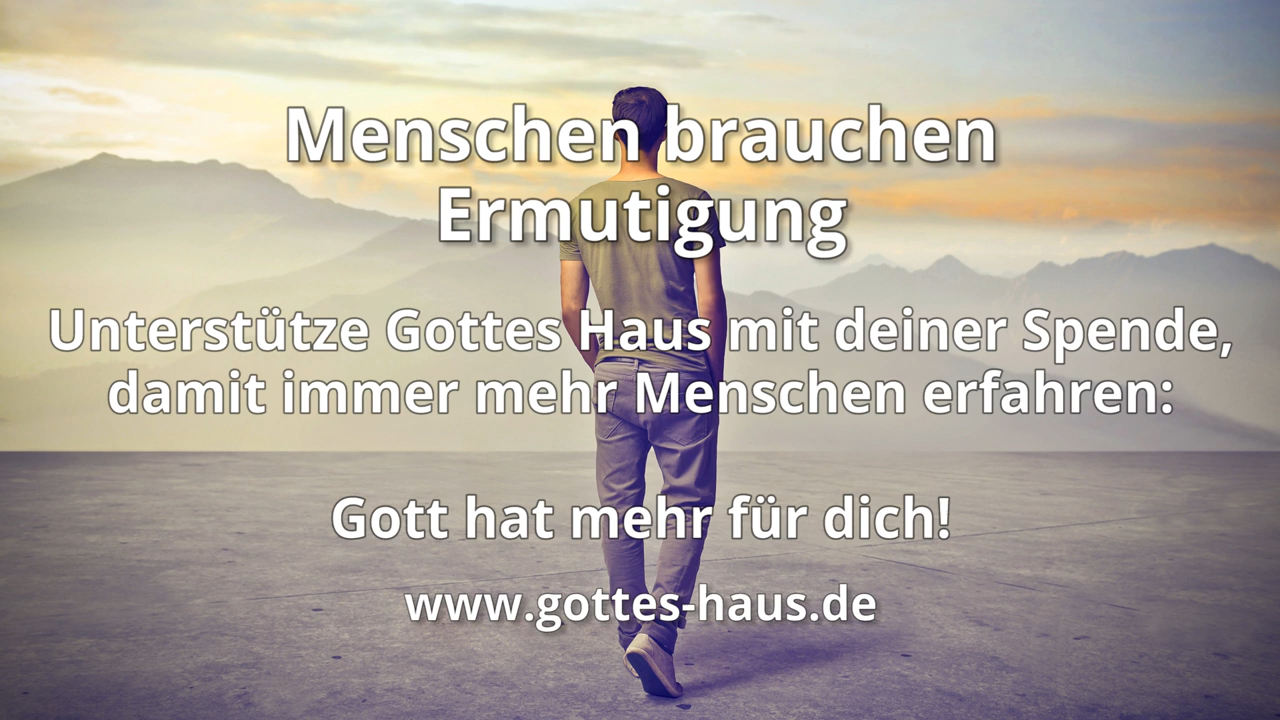 Menschen brauchen
Ermutigung
Unterstütze Gottes Haus mit deiner Spende,
damit immer mehr Menschen erfahren:
Gott hat mehr für dich!
www.gottes-haus.de